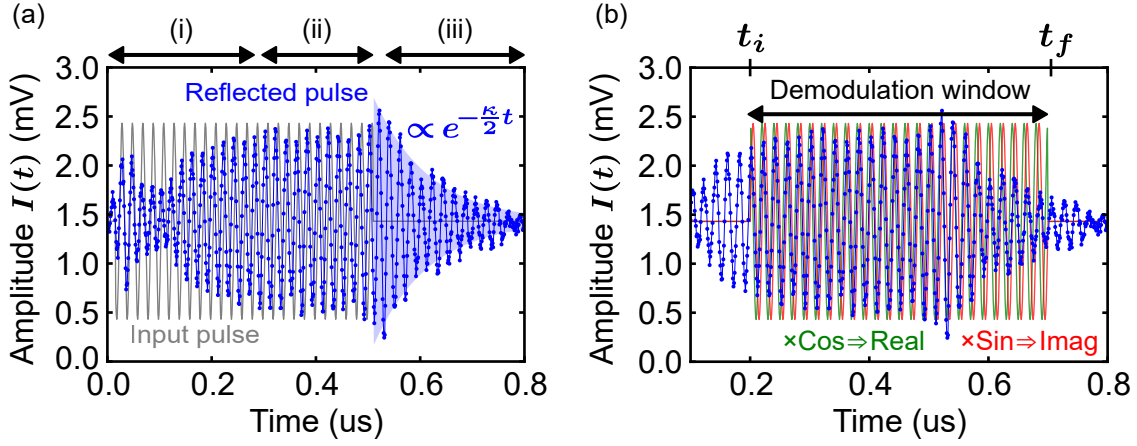 (a)
(i) (ii) (iii)
Amplitude I(t) (mV)
3.0
2.5
2.0
1.5
1.0
0.5
0.0
Reflected pulse
∝ e^{-\frac{κ}{2}t}
Input pulse
0.0 0.2 0.4 0.6 0.8
Time (us)
(b)
t_i t_f
Amplitude I(t) (mV)
3.0
2.5
2.0
1.5
1.0
0.5
0.0
Demodulation window
×Cos⇒Real ×Sin⇒Imag
0.2 0.4 0.6 0.8
Time (us)